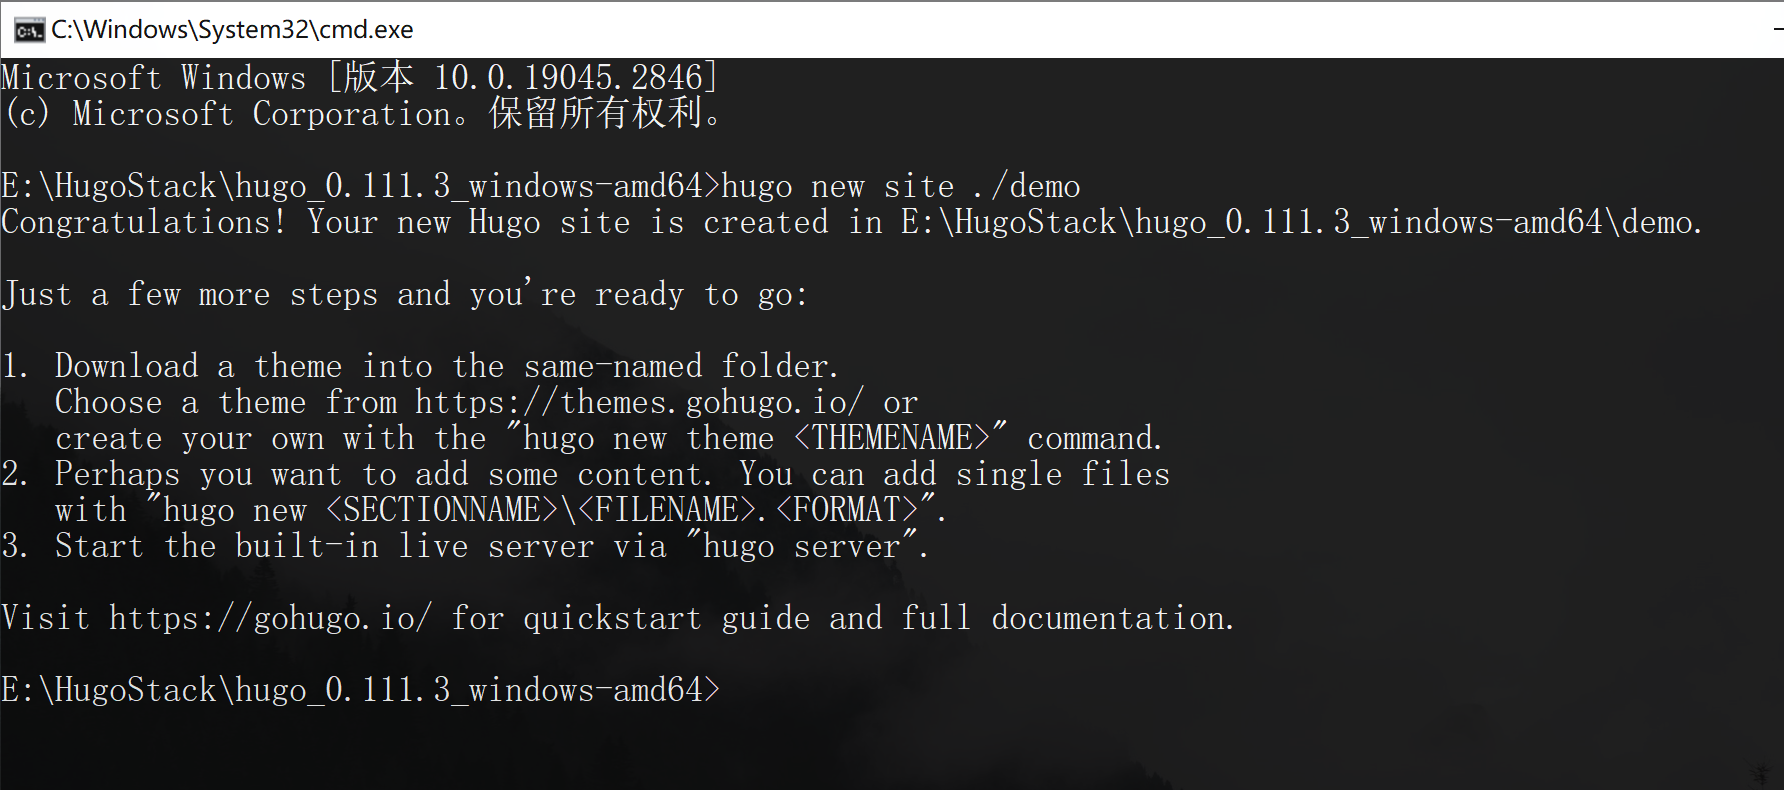 C:\Windows\System32\cmd.exe
Microsoft Windows [版本 10.0.19045.2846]
(c) Microsoft Corporation。保留所有权利。
E:\HugoStack\hugo_0.111.3_windows-amd64>hugo new site ./demo
Congratulations! Your new Hugo site is created in E:\HugoStack\hugo_0.111.3_windows-amd64\demo.
Just a few more steps and you're ready to go:
1. Download a theme into the same-named folder.
Choose a theme from https://themes.gohugo.io/ or
create your own with the "hugo new theme <THEMENAME>" command.
2. Perhaps you want to add some content. You can add single files
with "hugo new <SECTIONNAME>\<FILENAME>.<FORMAT>".
3. Start the built-in live server via "hugo server".
Visit https://gohugo.io/ for quickstart guide and full documentation.
E:\HugoStack\hugo_0.111.3_windows-amd64>